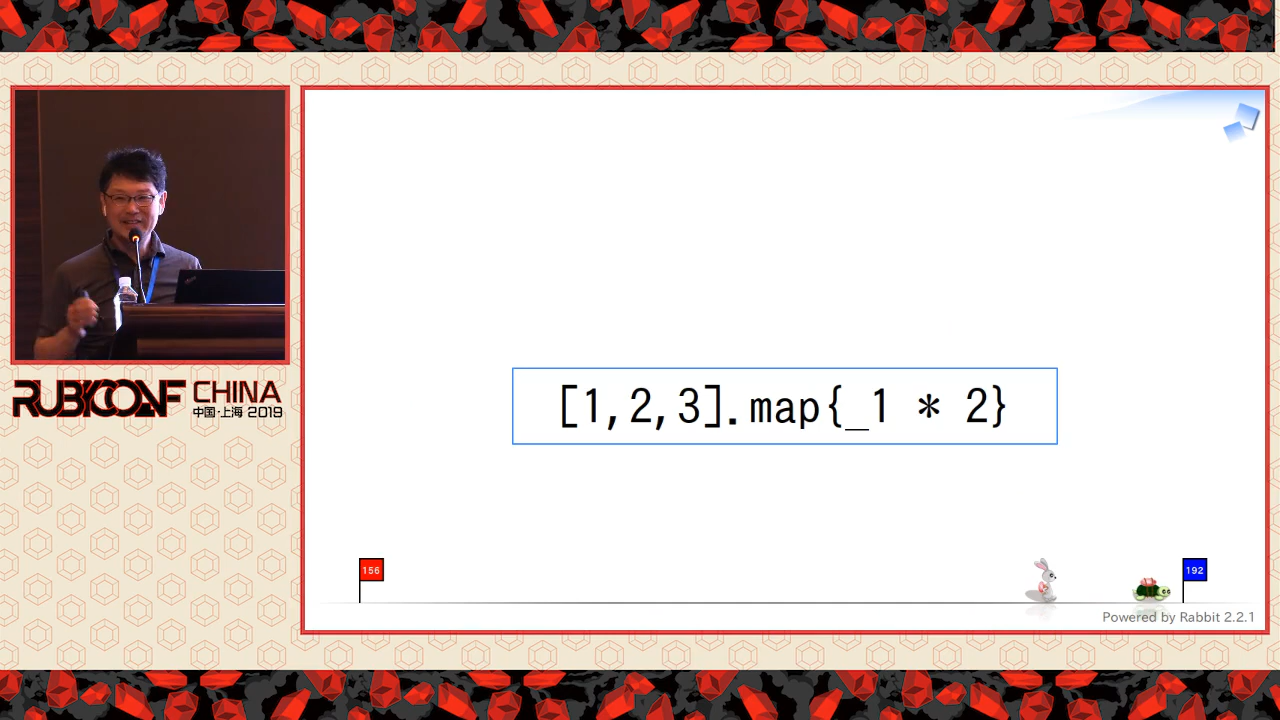 RUBYCONF CHINA
中国·上海 2019
[1,2,3].map{_1 * 2}
156
192
Powered by Rabbit 2.2.1